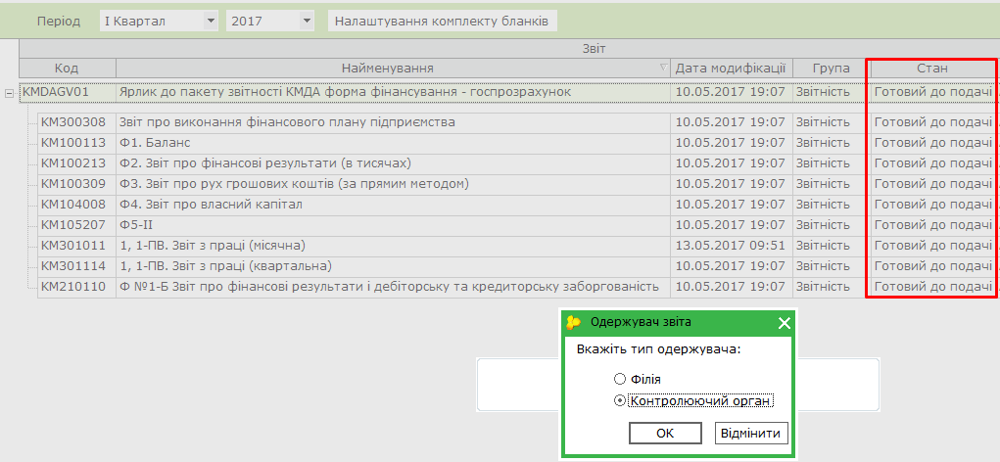 Період І Квартал 2017 Налаштування комплекту бланків
Звіт
Код Найменування Дата модифікації Група Стан
KMDAGV01 Ярлик до пакету звітності КМДА форма фінансування - госпрозрахунок 10.05.2017 19:07 Звітність Готовий до подачі
KM300308 Звіт про виконання фінансового плану підприємства 10.05.2017 19:07 Звітність Готовий до подачі
KM100113 Ф1. Баланс 10.05.2017 19:07 Звітність Готовий до подачі
KM100213 Ф2. Звіт про фінансові результати (в тисячах) 10.05.2017 19:07 Звітність Готовий до подачі
KM100309 Ф3. Звіт про рух грошових коштів (за прямим методом) 10.05.2017 19:07 Звітність Готовий до подачі
KM104008 Ф4. Звіт про власний капітал 10.05.2017 19:07 Звітність Готовий до подачі
KM105207 Ф5-ІІ 10.05.2017 19:07 Звітність Готовий до подачі
KM301011 1, 1-ПВ. Звіт з праці (місячна) 13.05.2017 09:51 Звітність Готовий до подачі
KM301114 1, 1-ПВ. Звіт з праці (квартальна) 10.05.2017 19:07 Звітність Готовий до подачі
KM210110 Ф №1-Б Звіт про фінансові результати і дебіторську та кредиторську заборгованість 10.05.2017 19:07 Звітність Готовий до подачі
Одержувач звіта
Вкажіть тип одержувача:
Філія
Контролюючий орган
OK Відмінити